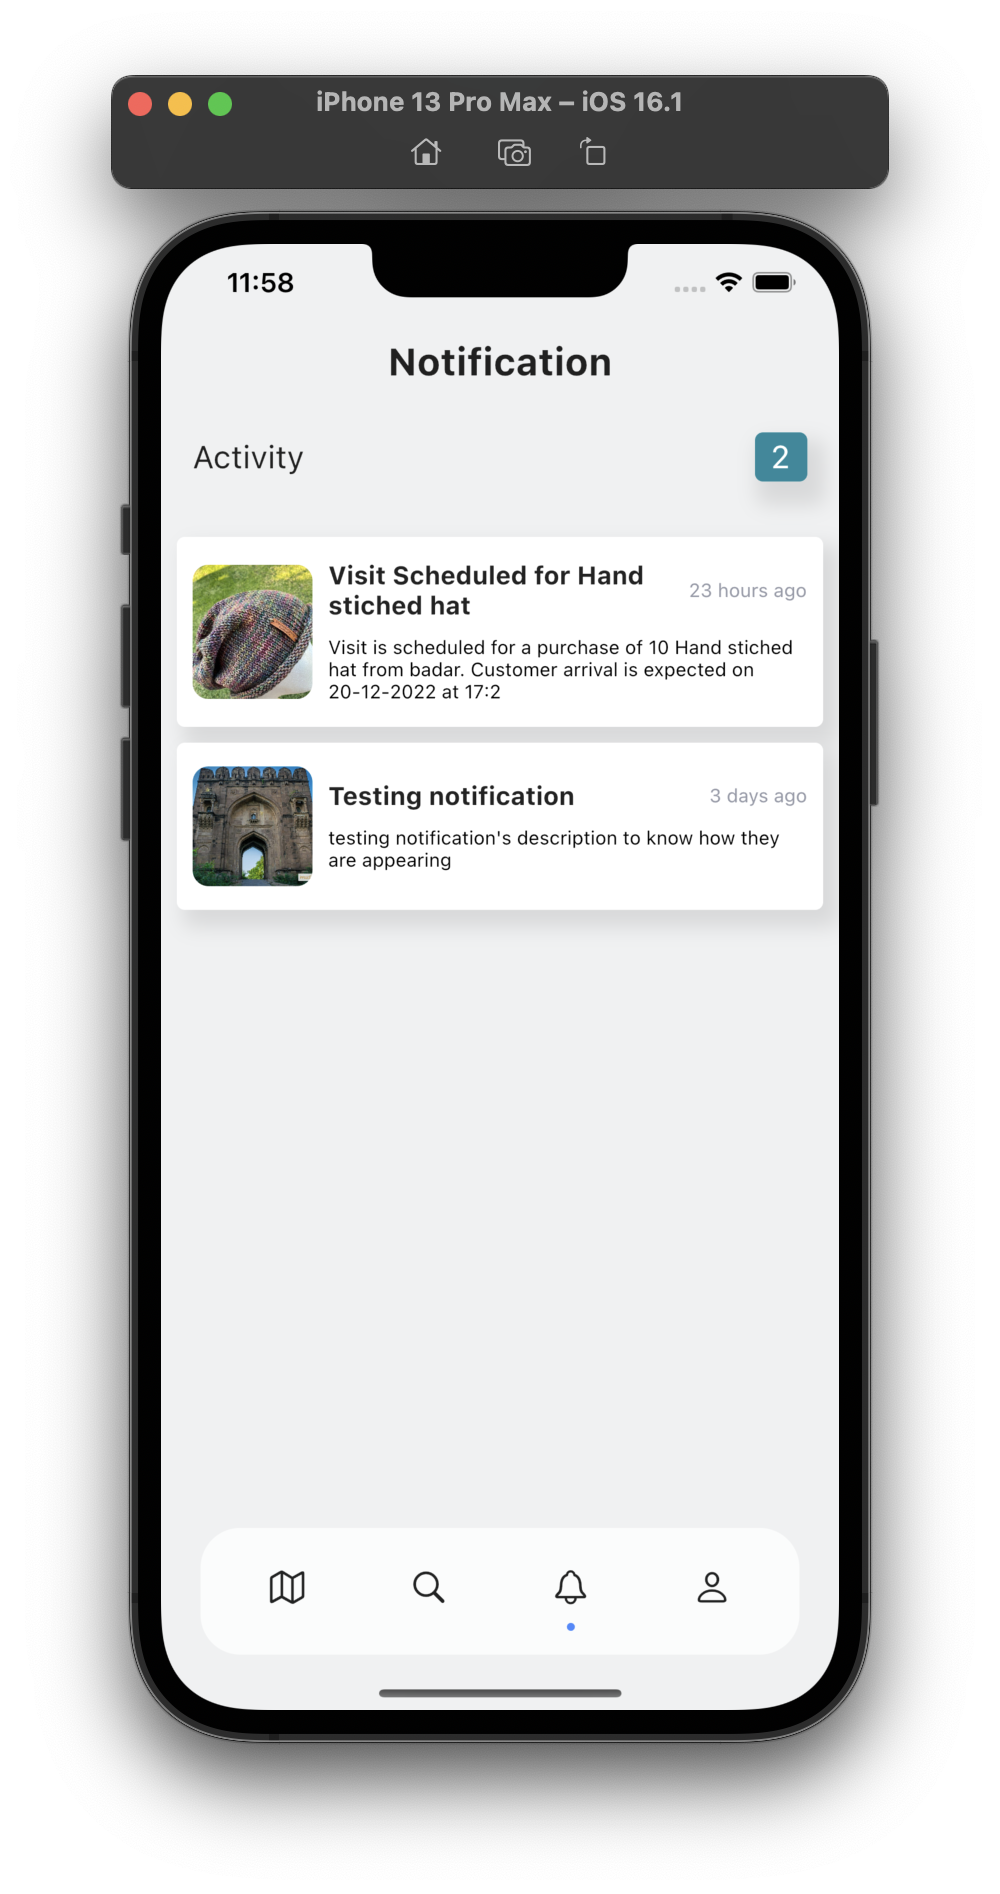 iPhone 13 Pro Max – iOS 16.1
11:58
Notification
Activity
2
Visit Scheduled for Hand
stiched hat
23 hours ago
Visit is scheduled for a purchase of 10 Hand stiched
hat from badar. Customer arrival is expected on
20-12-2022 at 17:2
Testing notification
3 days ago
testing notification's description to know how they
are appearing